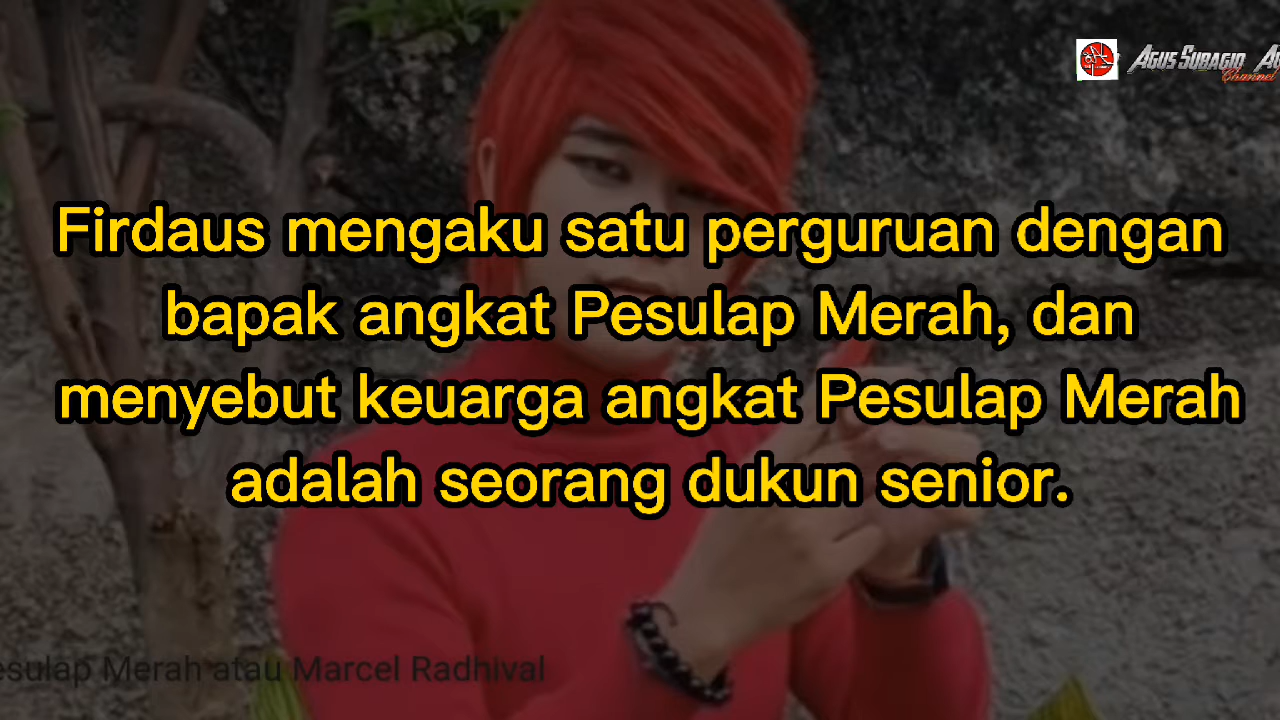 AGUS SUBAGIO
Channel
Firdaus mengaku satu perguruan dengan
bapak angkat Pesulap Merah, dan
menyebut keuarga angkat Pesulap Merah
adalah seorang dukun senior.
esulap Merah atau Marcel Radhival